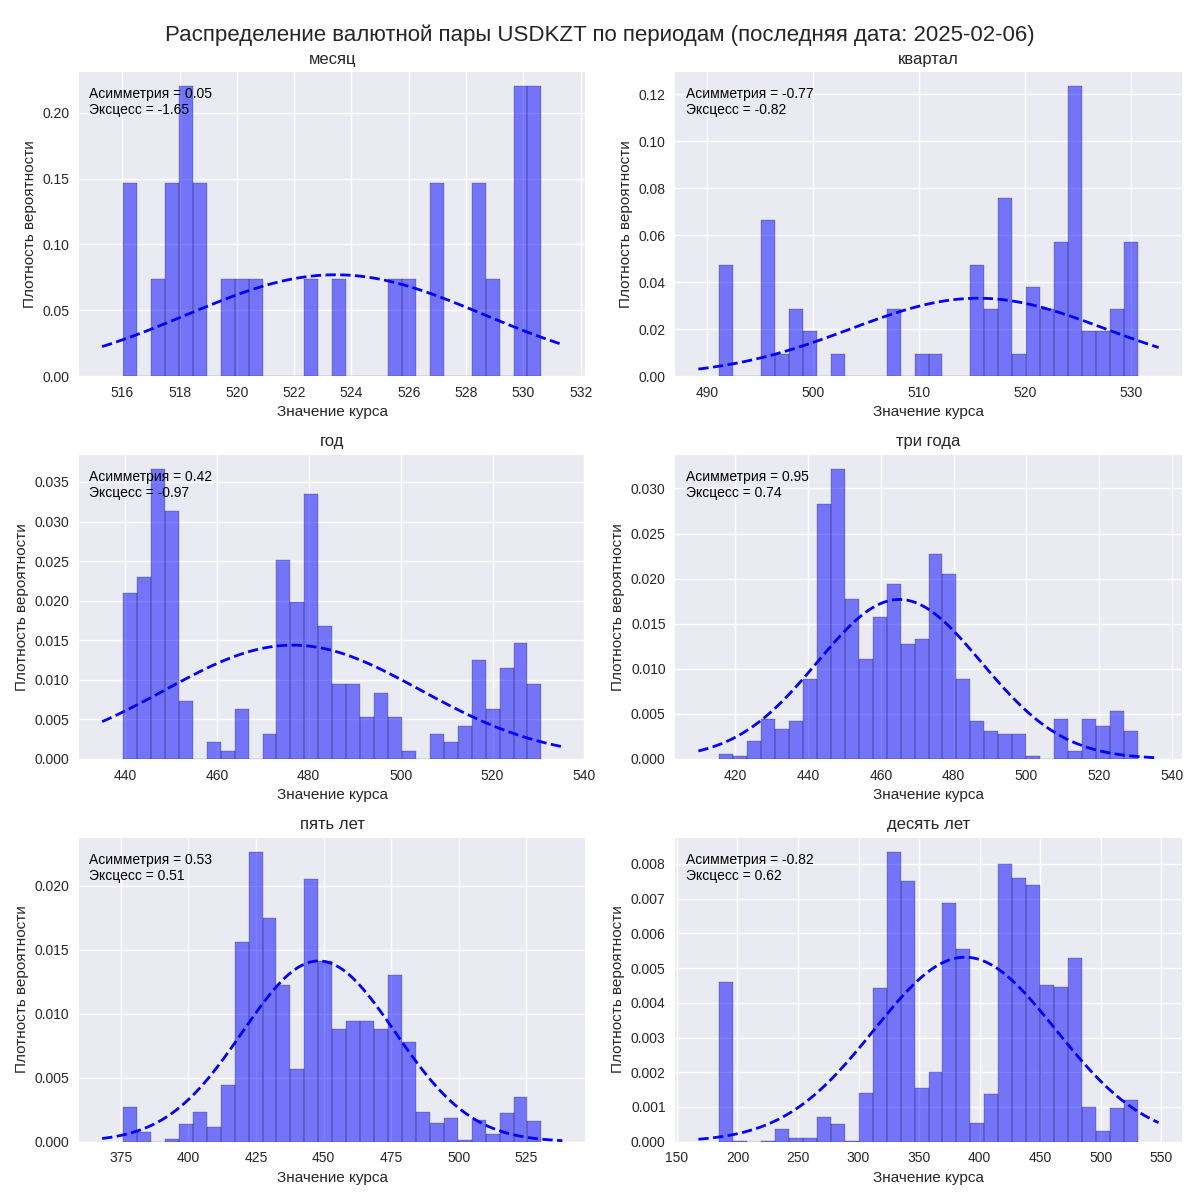 Распределение валютной пары USDKZT по периодам (последняя дата: 2025-02-06)
месяц
Асимметрия = 0.05
Эксцесс = -1.65
Плотность вероятности
0.20
0.15
0.10
0.05
0.00
516 518 520 522 524 526 528 530 532
Значение курса
квартал
Асимметрия = -0.77
Эксцесс = -0.82
Плотность вероятности
0.12
0.10
0.08
0.06
0.04
0.02
0.00
490 500 510 520 530
Значение курса
год
Асимметрия = 0.42
Эксцесс = -0.97
Плотность вероятности
0.035
0.030
0.025
0.020
0.015
0.010
0.005
0.000
440 460 480 500 520 540
Значение курса
три года
Асимметрия = 0.95
Эксцесс = 0.74
Плотность вероятности
0.030
0.025
0.020
0.015
0.010
0.005
0.000
420 440 460 480 500 520 540
Значение курса
пять лет
Асимметрия = 0.53
Эксцесс = 0.51
Плотность вероятности
0.020
0.015
0.010
0.005
0.000
375 400 425 450 475 500 525
Значение курса
десять лет
Асимметрия = -0.82
Эксцесс = 0.62
Плотность вероятности
0.008
0.007
0.006
0.005
0.004
0.003
0.002
0.001
0.000
150 200 250 300 350 400 450 500 550
Значение курса